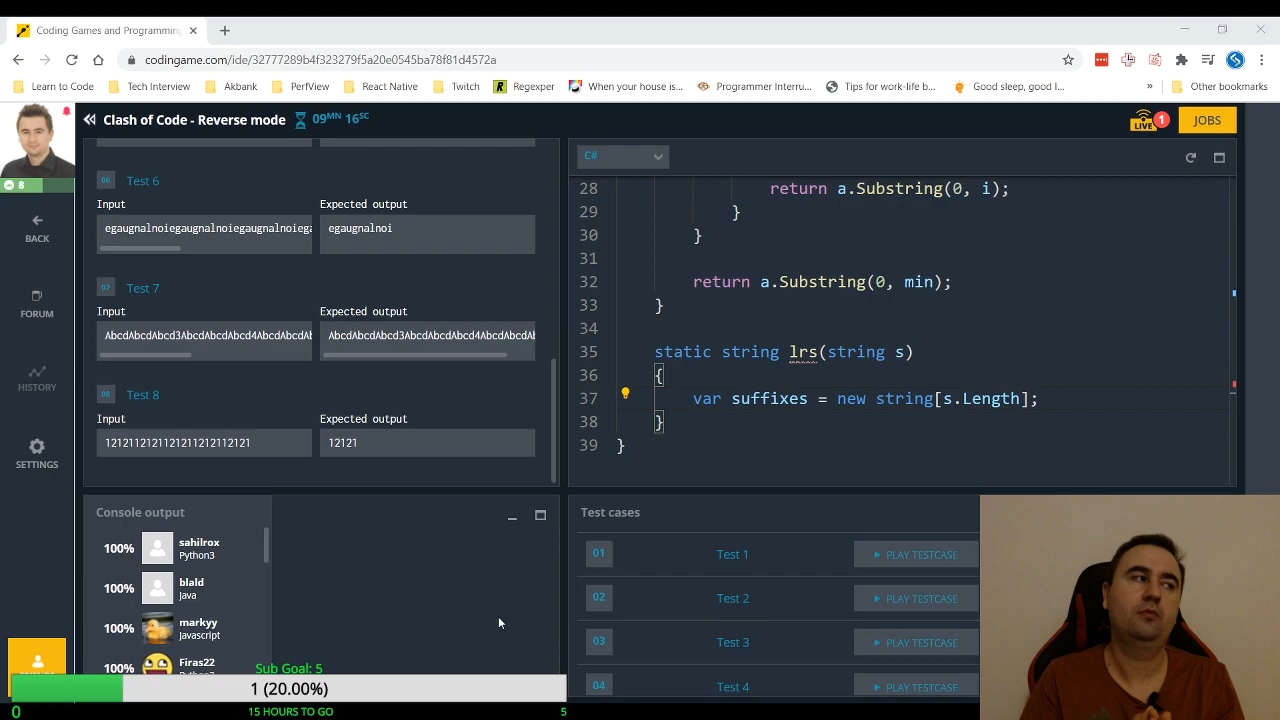 Coding Games and Programming
codingame.com/ide/32777289b4f323279f5a20e0545b1c78f81d4572a
Learn to Code
Tech Interview
Akbank
PerfView
React Native
Twitch
Regexper
When your house is...
Programmer Interru...
Tips for work-life b...
Good sleep, good l...
»
Other bookmarks
8
BACK
FORUM
HISTORY
SETTINGS
Clash of Code - Reverse mode
09MN 16SC
LIVE
1
JOBS
06
Test 6
Input
Expected output
egaugnalnoiegaugnalnoiegaugnalnoiega
egaugnalnoi
07
Test 7
Input
Expected output
AbcdAbcdAbcd3AbcdAbcdAbcd4AbcdAbcdAb
AbcdAbcdAbcd3AbcdAbcdAbcd4AbcdAbcdAb
08
Test 8
Input
Expected output
12121
C#
28 return a.Substring(0, i);
29 }
30 }
31
32 return a.Substring(0, min);
33 }
34
35 static string lrs(string s)
36 {
37 var suffixes = new string[s.Length];
38 }
39 }
Console output
100%
sahilrox
Python3
100%
blald
Java
100%
markyy
Javascript
100%
Firas22
Test cases
01
Test 1
PLAY TESTCASE
02
Test 2
PLAY TESTCASE
03
Test 3
PLAY TESTCASE
04
Test 4
PLAY TESTCASE
Sub Goal: 5
1 (20.00%)
0
15 HOURS TO GO
5